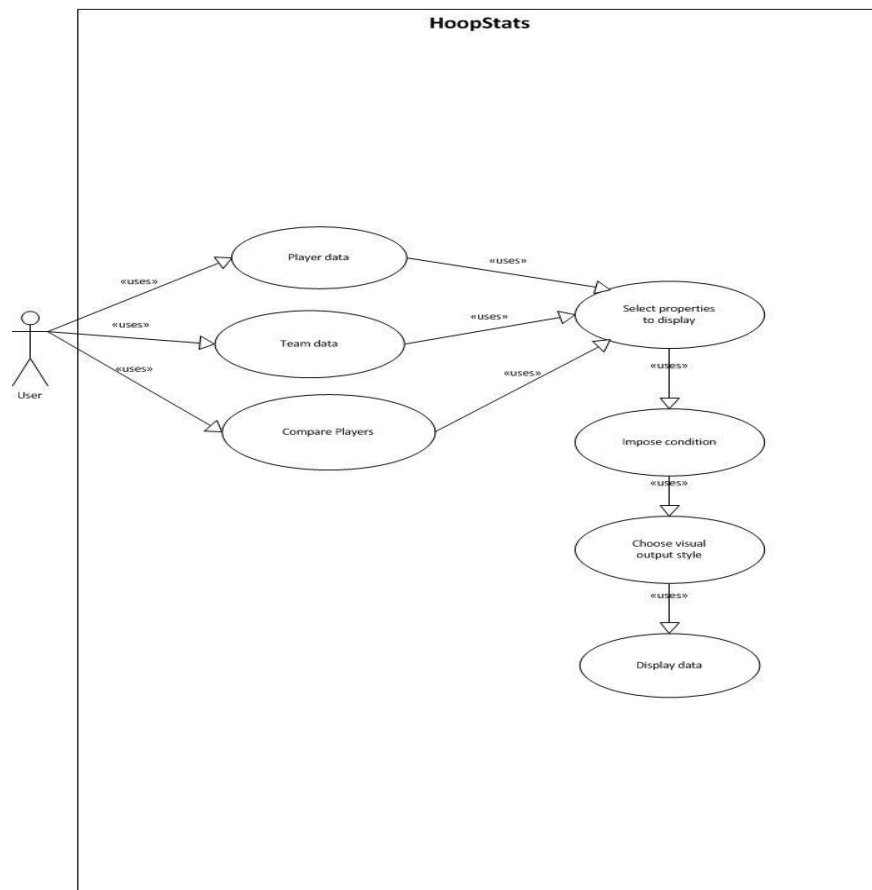 HoopStats
Player data
«uses»
«uses»
«uses»
Select properties
to display
«uses»
«uses»
Team data
«uses»
User
«uses»
Compare Players
«uses»
Impose condition
«uses»
Choose visual
output style
«uses»
Display data